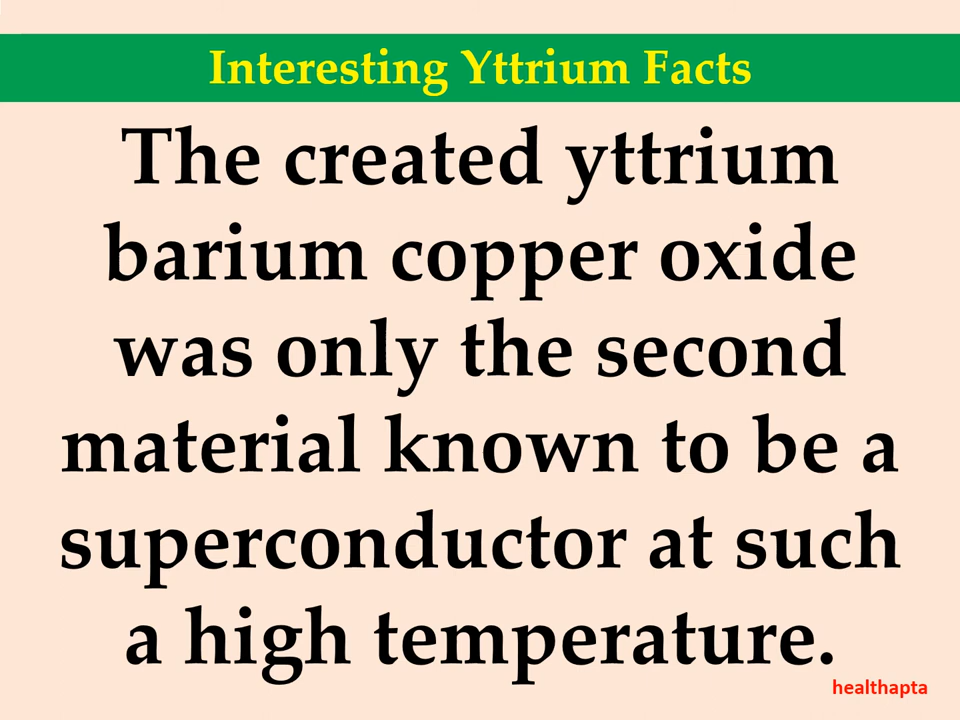 Interesting Yttrium Facts
The created yttrium
barium copper oxide
was only the second
material known to be a
superconductor at such
a high temperature.
healthapta